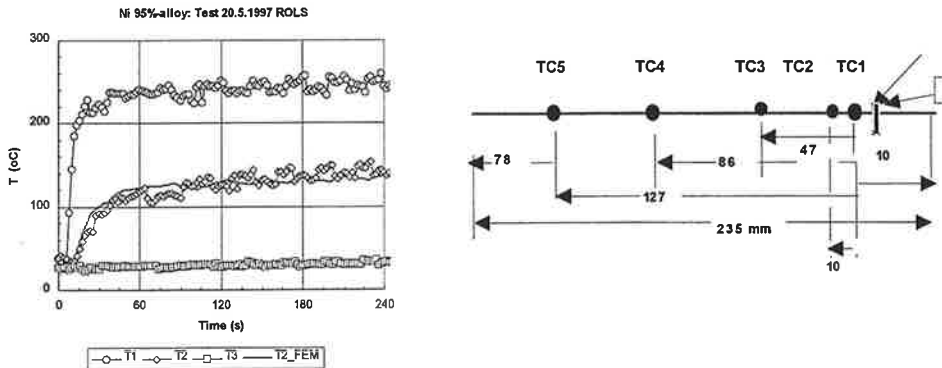 Ni 95%-alloy: Test 20.5.1997 ROLS
300
200
100
0
T (oC)
0 60 120 180 240
Time (s)
T1 T2 T3 T2_FEM
TC5 TC4 TC3 TC2 TC1
78 86 47 10
127
235 mm
10